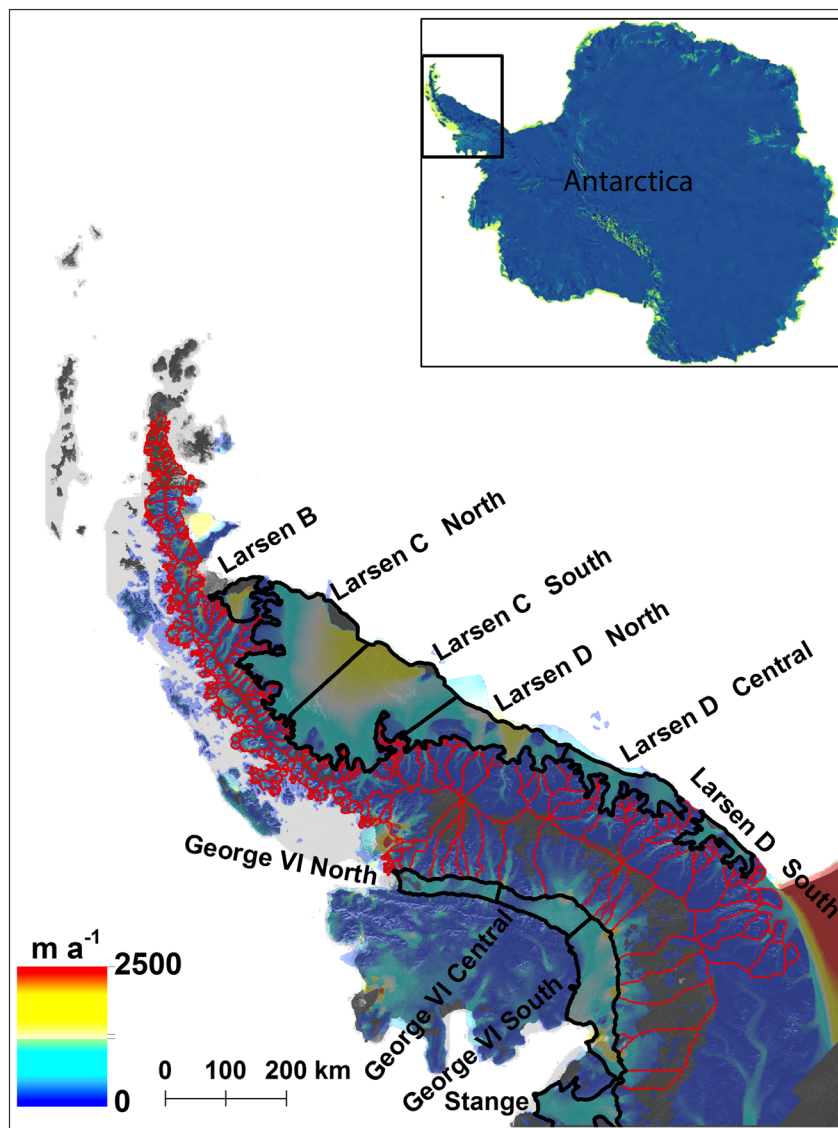 Antarctica
Larsen B
Larsen C North
Larsen C South
Larsen D North
Larsen D Central
Larsen D South
George VI North
George VI Central
George VI South
Stange
m a-1
2500
0
0 100 200 km